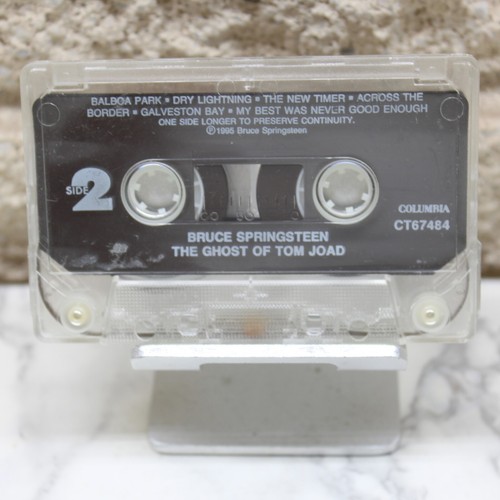 BALBOA PARK ▪ DRY LIGHTNING ▪ THE NEW TIMER ▪ ACROSS THE
BORDER ▪ GALVESTON BAY ▪ MY BEST WAS NEVER GOOD ENOUGH
ONE SIDE LONGER TO PRESERVE CONTINUITY.
Ⓟ1995 Bruce Springsteen
SIDE 2
COLUMBIA
CT67484
BRUCE SPRINGSTEEN
THE GHOST OF TOM JOAD